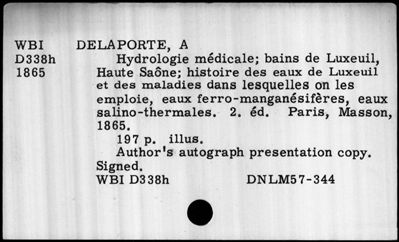 WBI DELAPORTE, A
D338h Hydrologie médicale; bains de Luxeuil,
1865 Haute Saône; histoire des eaux de Luxeuil
et des maladies dans lesquelles on les
emploie, eaux ferro-manganésifères, eaux
salino-thermales. 2. éd. Paris, Masson,
1865.
197 p. illus.
Author's autograph presentation copy.
Signed.
WBI D338h DNLM57-344